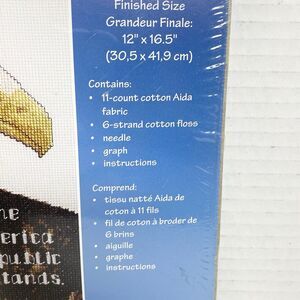 Finished Size
Grandeur Finale:
12" x 16.5"
(30,5 x 41,9 cm)
Contains:
• 11-count cotton Aida
fabric
• 6-strand cotton floss
• needle
• graph
• instructions
Comprend:
• tissu natté Aida de
coton à 11 fils
• fil de coton à broder de
6 brins
• aiguille
• graphe
• instructions
he
erica
public
tands.